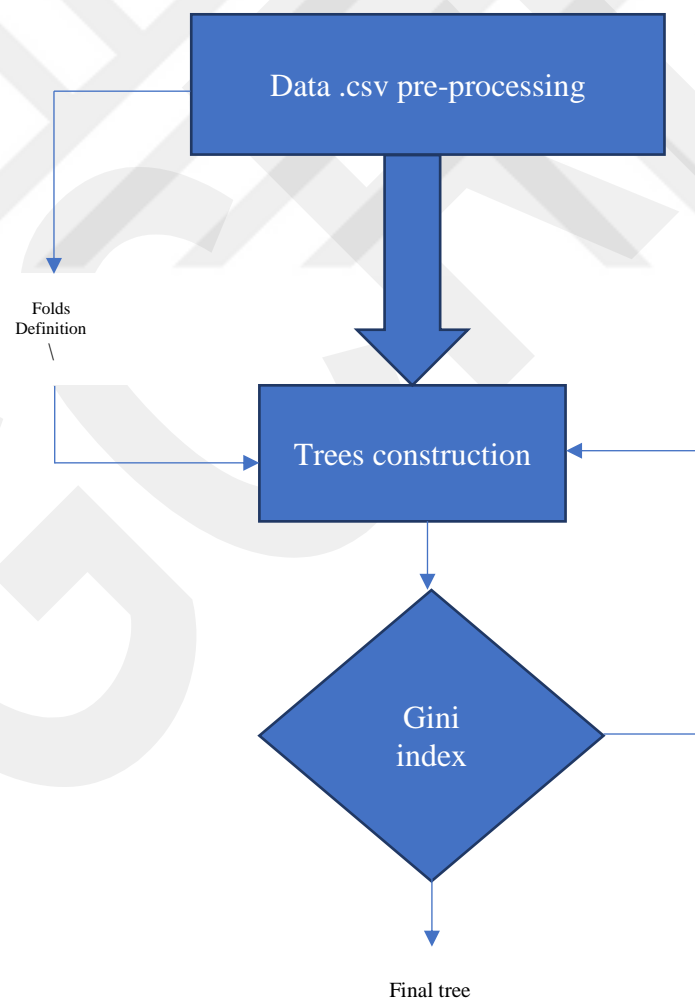 Data .csv pre-processing
Folds
Definition
\
Trees construction
Gini
index
Final tree